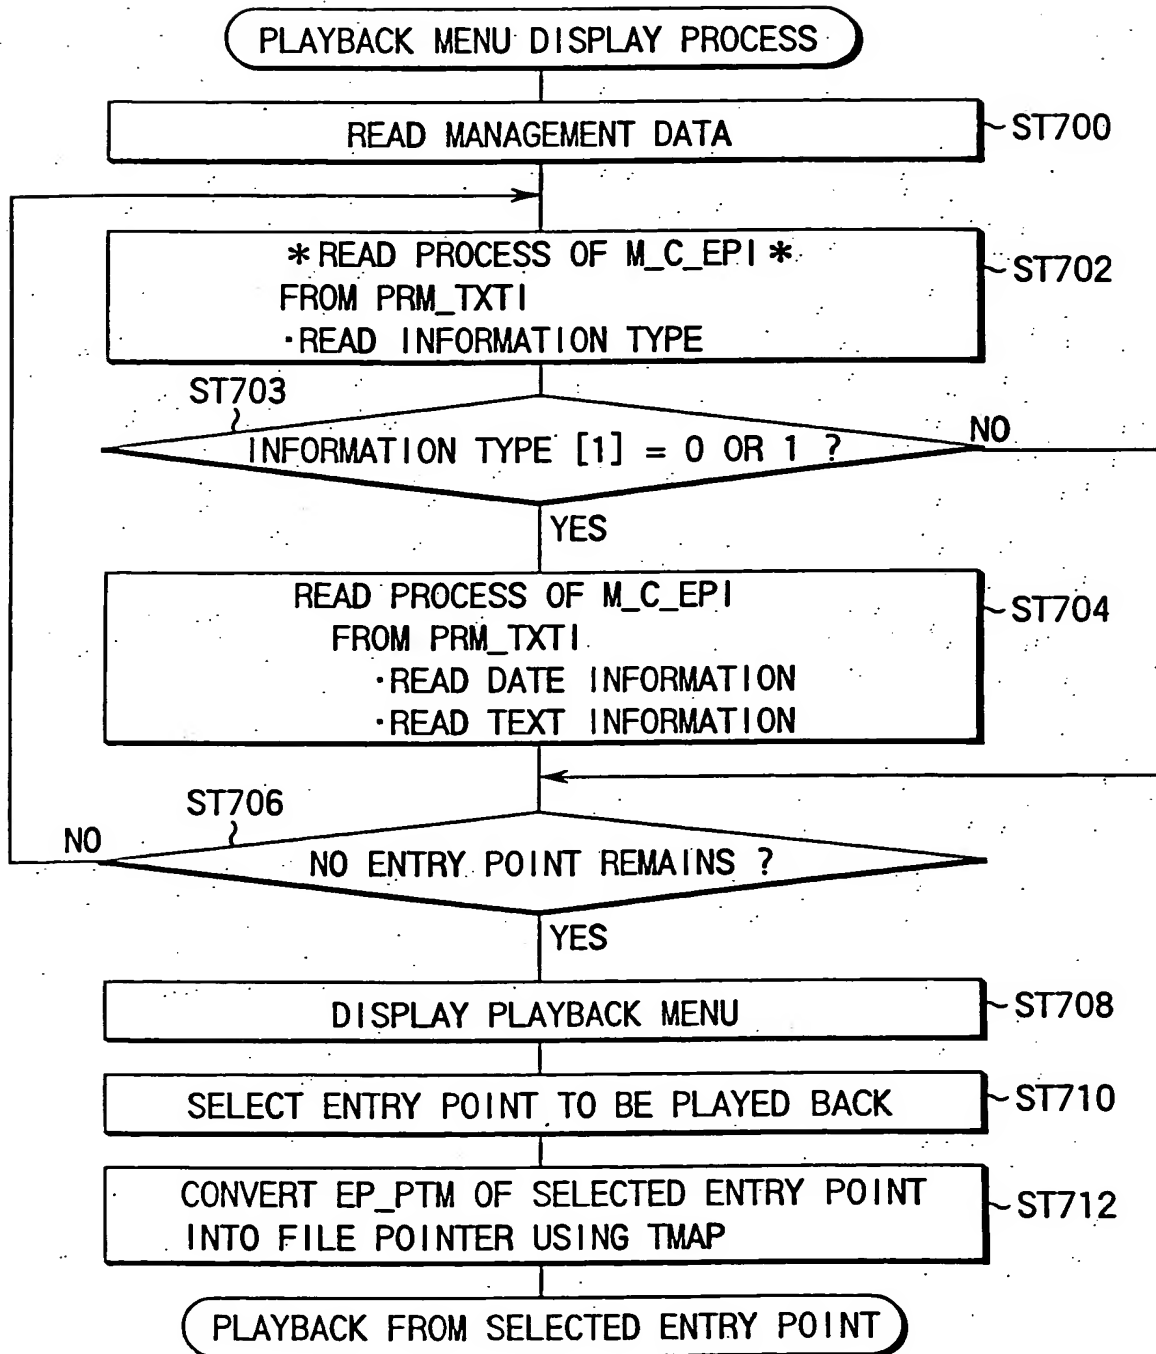 PLAYBACK MENU DISPLAY PROCESS
READ MANAGEMENT DATA
ST700
*READ PROCESS OF M_C_EPI*
FROM PRM_TXTI
·READ INFORMATION TYPE
ST702
ST703
INFORMATION TYPE [1] = 0 OR 1 ?
NO
YES
READ PROCESS OF M_C_EPI
FROM PRM_TXTI
·READ DATE INFORMATION
·READ TEXT INFORMATION
ST704
ST706
NO
NO ENTRY POINT REMAINS ?
YES
DISPLAY PLAYBACK MENU
ST708
SELECT ENTRY POINT TO BE PLAYED BACK
ST710
CONVERT EP_PTM OF SELECTED ENTRY POINT
INTO FILE POINTER USING TMAP
ST712
PLAYBACK FROM SELECTED ENTRY POINT